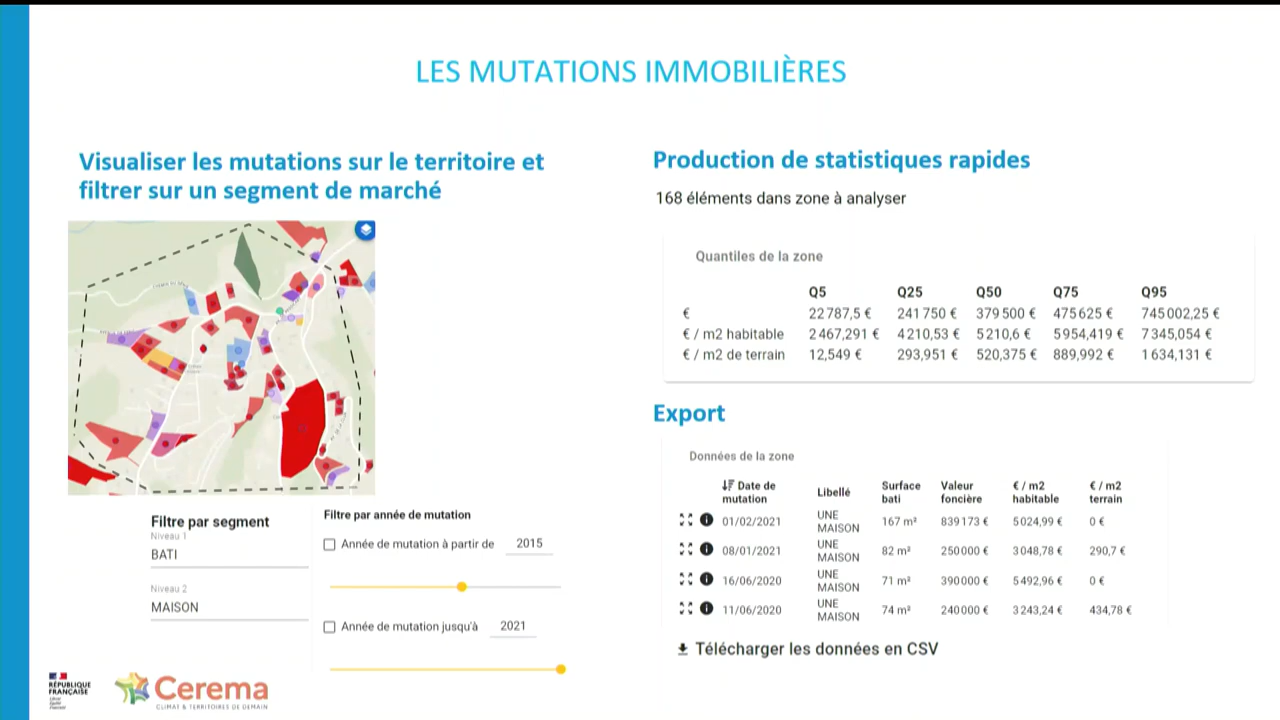 LES MUTATIONS IMMOBILIÈRES
Visualiser les mutations sur le territoire et
filtrer sur un segment de marché
Filtre par segment
Niveau 1
BATI
Niveau 2
MAISON
Filtre par année de mutation
Année de mutation à partir de 2015
Année de mutation jusqu'à 2021
Production de statistiques rapides
168 éléments dans zone à analyser
Quantiles de la zone
Q5 Q25 Q50 Q75 Q95
€ 22 787,5 € 241 750 € 379 500 € 475 625 € 745 002,25 €
€ / m2 habitable 2 467,291 € 4 210,53 € 5 210,6 € 5 954,419 € 7 345,054 €
€ / m2 de terrain 12,549 € 293,951 € 520,375 € 889,992 € 1 634,131 €
Export
Données de la zone
Date de mutation Libellé Surface bati Valeur foncière € / m2 habitable € / m2 terrain
01/02/2021 UNE MAISON 167 m² 839 173 € 5 024,99 € 0 €
08/01/2021 UNE MAISON 82 m² 250 000 € 3 048,78 € 290,7 €
16/06/2020 UNE MAISON 71 m² 390 000 € 5 492,96 € 0 €
11/06/2020 UNE MAISON 74 m² 240 000 € 3 243,24 € 434,78 €
Télécharger les données en CSV
RÉPUBLIQUE
FRANÇAISE
Cerema
CLIMAT & TERRITOIRES DE DEMAIN